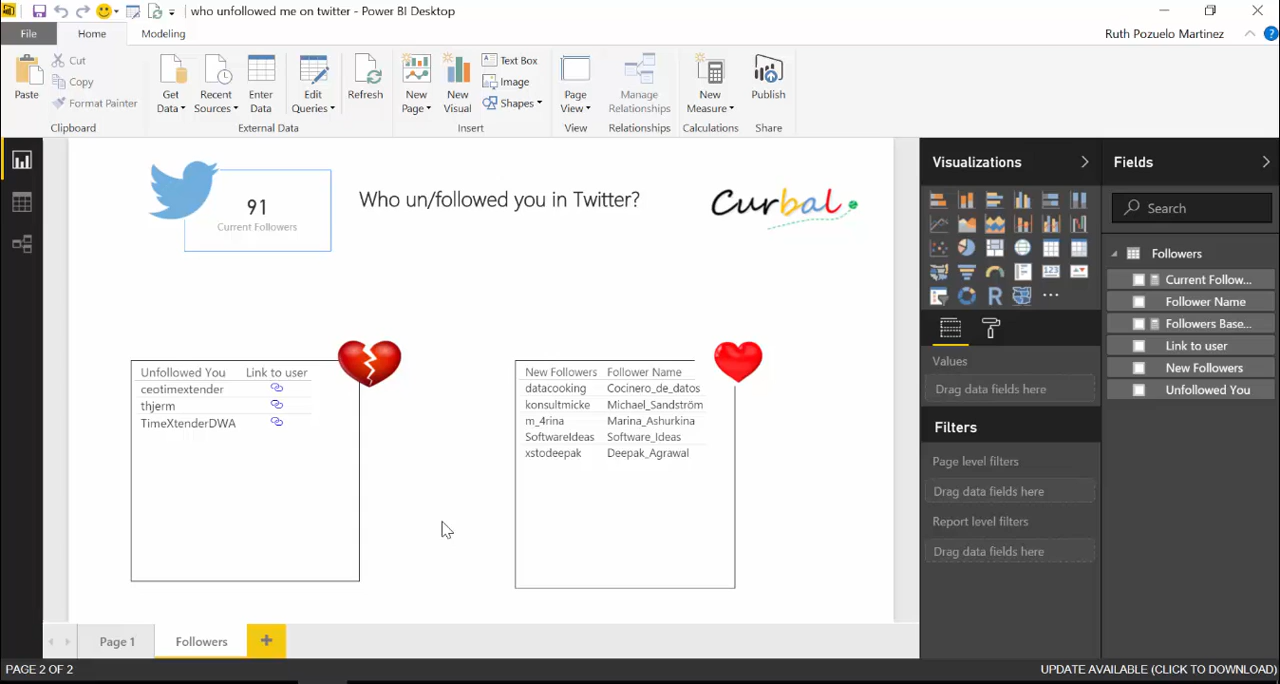 who unfollowed me on twitter - Power BI Desktop
File
Home
Modeling
Ruth Pozuelo Martinez
?
Paste
Cut
Copy
Format Painter
Clipboard
Get Data
Recent Sources
Enter Data
Edit Queries
Refresh
External Data
New Page
New Visual
Text Box
Image
Shapes
Insert
Page View
View
Manage Relationships
Relationships
New Measure
Calculations
Publish
Share
91
Current Followers
Who un/followed you in Twitter?
Curbal
Unfollowed You Link to user
ceotimextender
thjerm
TimeXtenderDWA
New Followers Follower Name
datacooking Cocinero_de_datos
konsultmicke Michael_Sandström
m_4rina Marina_Ashurkina
SoftwareIdeas Software_Ideas
xstodeepak Deepak_Agrawal
Visualizations
R
123
Values
Drag data fields here
Filters
Page level filters
Drag data fields here
Report level filters
Drag data fields here
Fields
Search
Followers
Current Follow...
Follower Name
Followers Base...
Link to user
New Followers
Unfollowed You
Page 1
Followers
+
PAGE 2 OF 2
UPDATE AVAILABLE (CLICK TO DOWNLOAD)